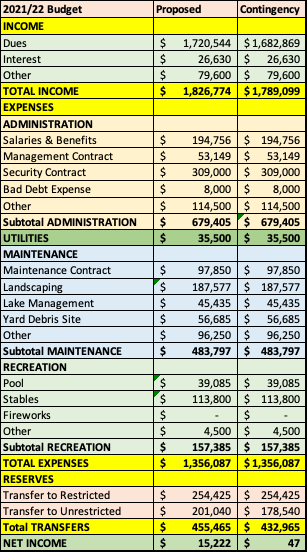 2021/22 Budget Proposed Contingency
INCOME
Dues $ 1,720,544 $ 1,682,869
Interest $ 26,630 $ 26,630
Other $ 79,600 $ 79,600
TOTAL INCOME $ 1,826,774 $ 1,789,099
EXPENSES
ADMINISTRATION
Salaries & Benefits $ 194,756 $ 194,756
Management Contract $ 53,149 $ 53,149
Security Contract $ 309,000 $ 309,000
Bad Debt Expense $ 8,000 $ 8,000
Other $ 114,500 $ 114,500
Subtotal ADMINISTRATION $ 679,405 $ 679,405
UTILITIES $ 35,500 $ 35,500
MAINTENANCE
Maintenance Contract $ 97,850 $ 97,850
Landscaping $ 187,577 $ 187,577
Lake Management $ 45,435 $ 45,435
Yard Debris Site $ 56,685 $ 56,685
Other $ 96,250 $ 96,250
Subtotal MAINTENANCE $ 483,797 $ 483,797
RECREATION
Pool $ 39,085 $ 39,085
Stables $ 113,800 $ 113,800
Fireworks $ - $ -
Other $ 4,500 $ 4,500
Subtotal RECREATION $ 157,385 $ 157,385
TOTAL EXPENSES $ 1,356,087 $ 1,356,087
RESERVES
Transfer to Restricted $ 254,425 $ 254,425
Transfer to Unrestricted $ 201,040 $ 178,540
Total TRANSFERS $ 455,465 $ 432,965
NET INCOME $ 15,222 $ 47